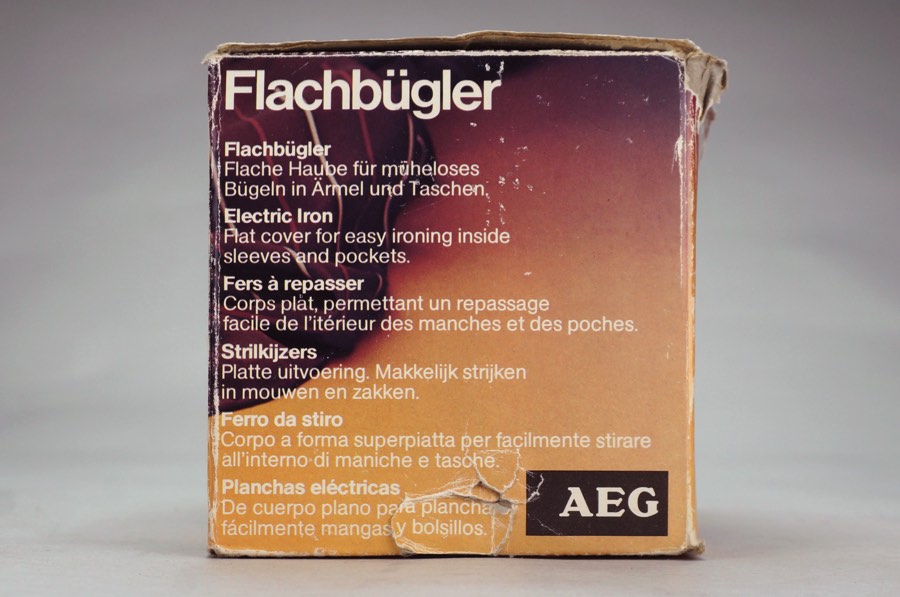 Flachbügler
Flachbügler
Flache Haube für müheloses
Bügeln in Ärmel und Taschen.
Electric Iron
Flat cover for easy ironing inside
sleeves and pockets.
Fers à repasser
Corps plat, permettant un repassage
facile de l'itérieur des manches et des poches.
Strilkijzers
Platte uitvoering. Makkelijk strijken
in mouwen en zakken.
Ferro da stiro
Corpo a forma superpiatta per facilmente stirare
all'interno di maniche e tasche.
Planchas eléctricas
De cuerpo plano para planchar
fácilmente mangas y bolsillos.
AEG